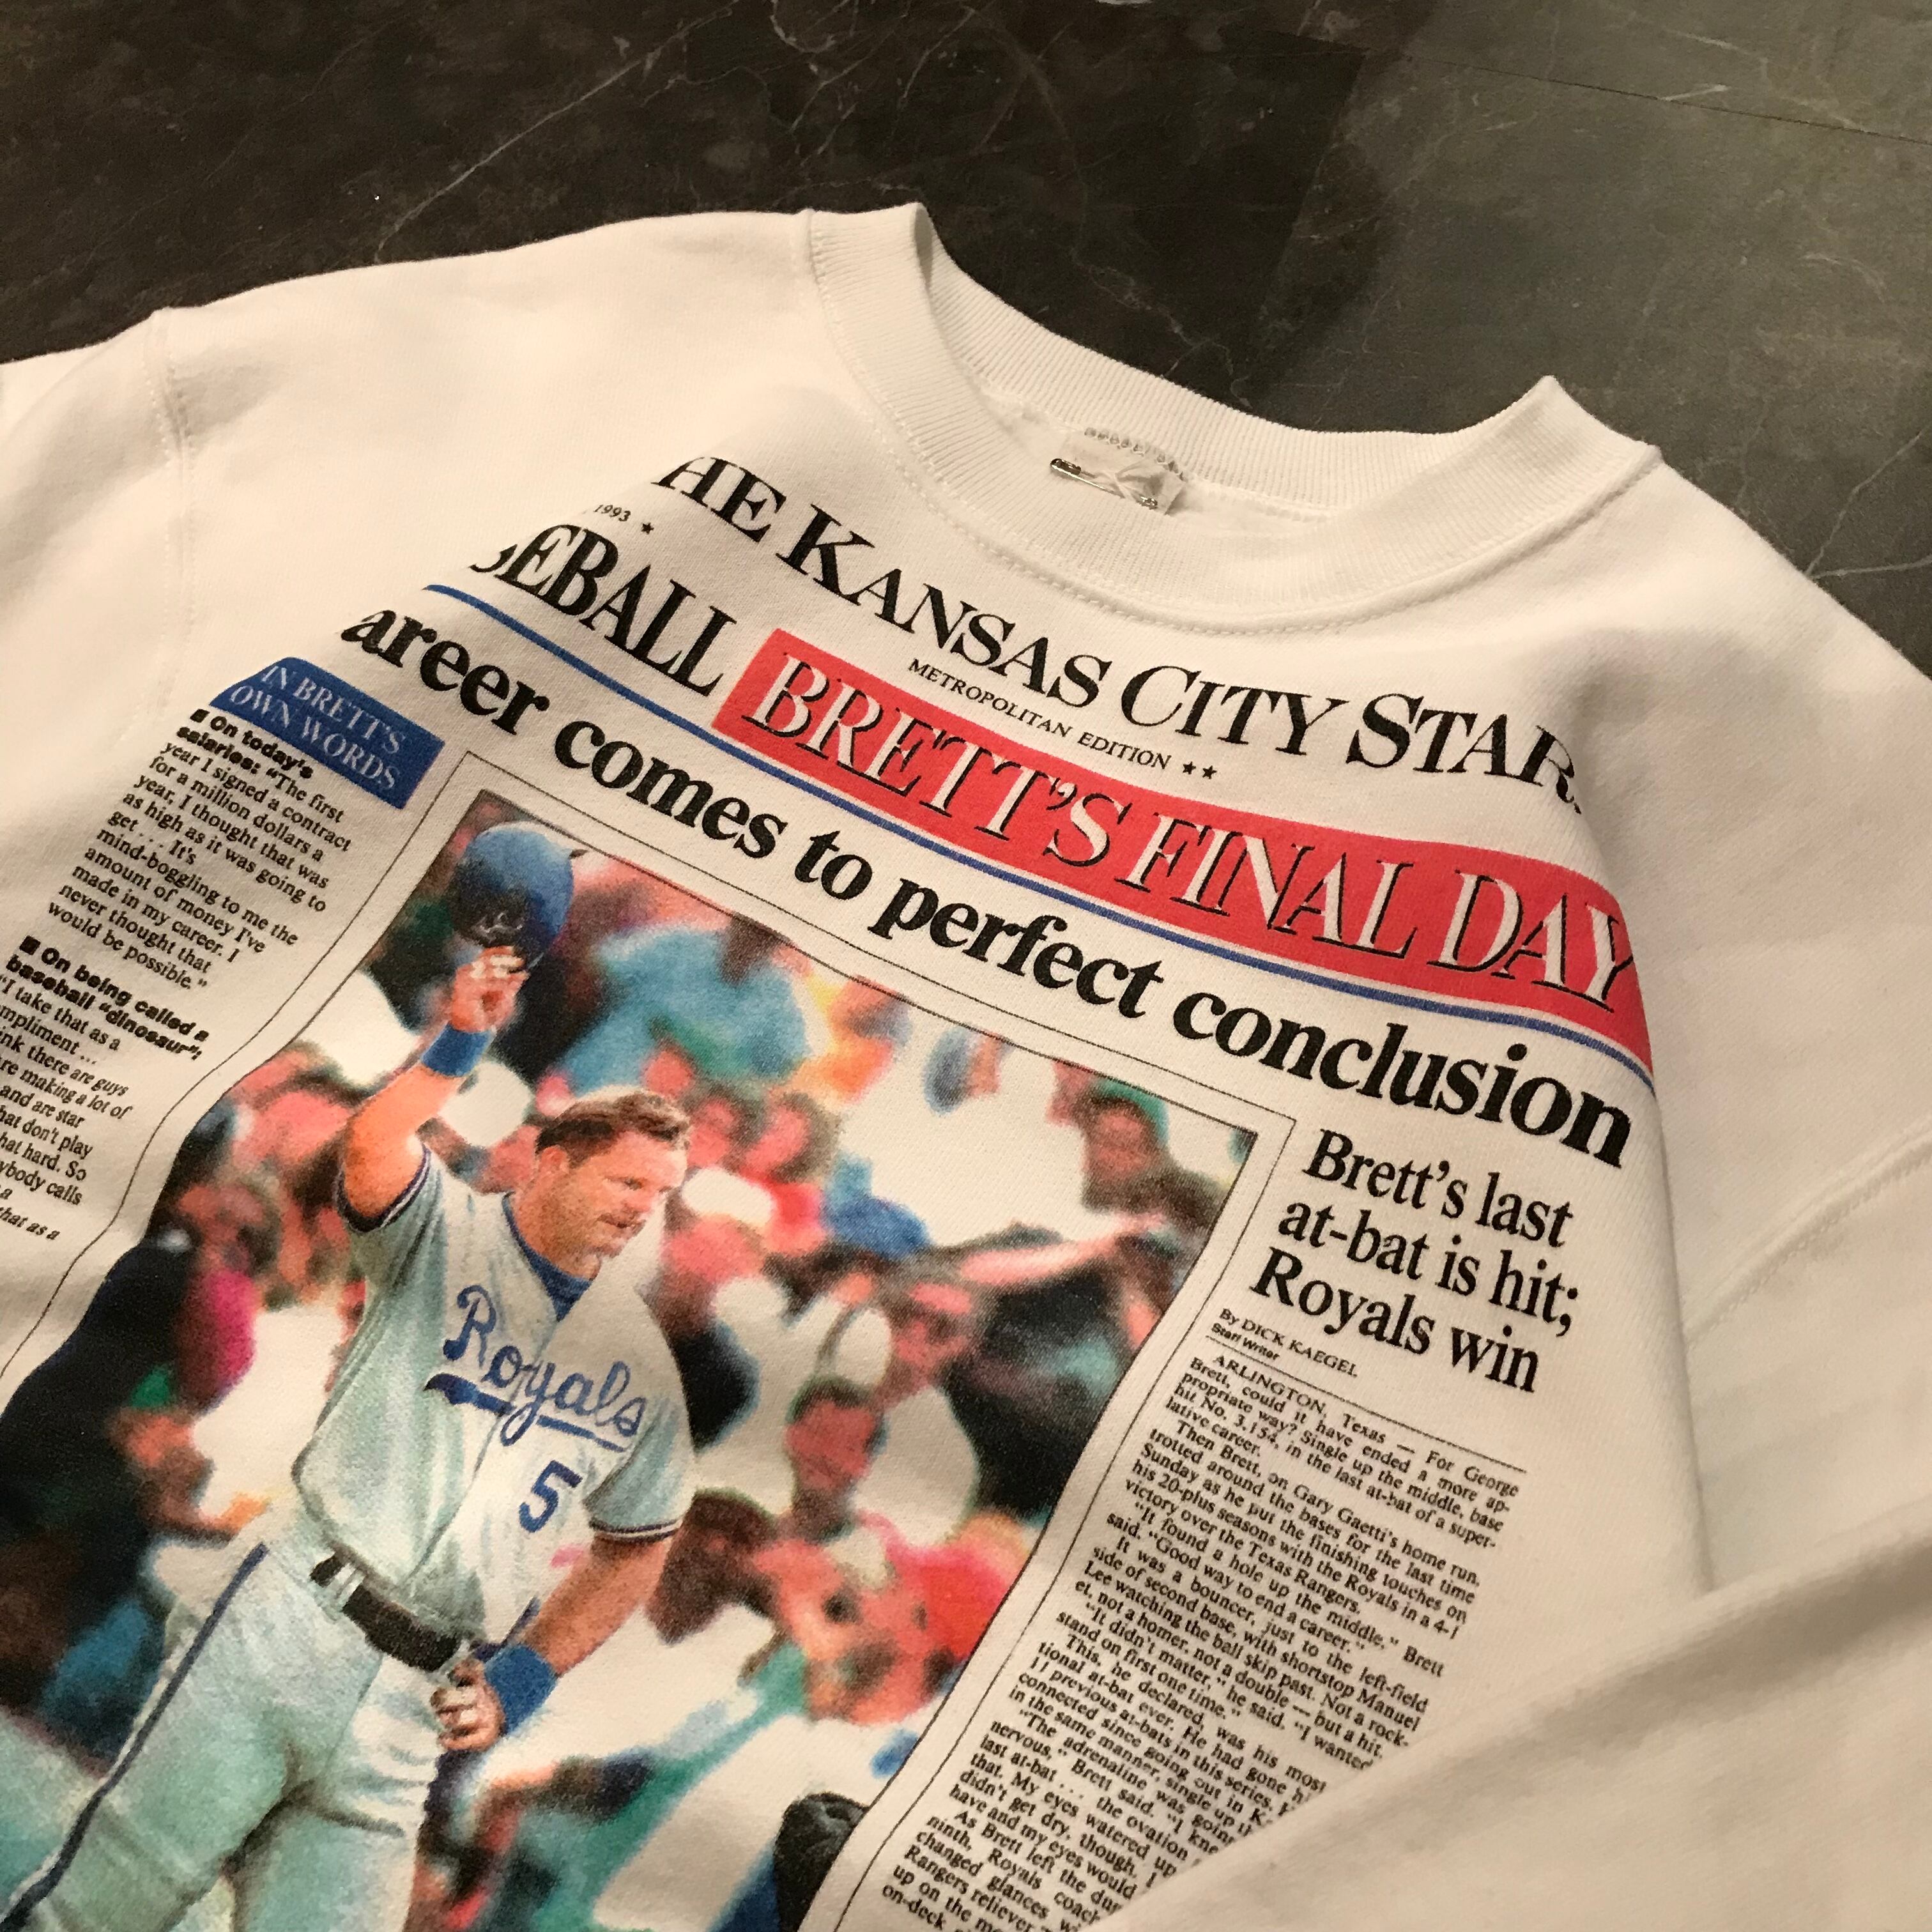 HE KANSAS CITY STAR.
1993 ★
METROPOLITAN EDITION ★★
EBALL BRETT'S FINAL DAY
areer comes to perfect conclusion
IN BRETT'S
OWN WORDS
■ On today's
salaries: "The first
year I signed a contract
for a million dollars a
year, I thought that was
as high as it was going to
get . . . It's
mind-boggling to me the
amount of money I've
made in my career. I
never thought that
would be possible."
■ On being called a
baseball "dinosaur":
"I take that as a
mpliment ...
ink there are guys
re making a lot of
and are star
hat don't play
hat hard. So
ybody calls
a
that as a
Royals
5
Brett's last
at-bat is hit;
Royals win
By DICK KAEGEL
Staff Writer
ARLINGTON, Texas — For George
Brett, could it have ended a more ap-
propriate way? Single up the middle, base
hit No. 3,154, in the last at-bat of a super-
lative career.
Then Brett, on Gary Gaetti's home run,
trotted around the bases for the last time
Sunday as he put the finishing touches on
his 20-plus seasons with the Royals in a 4-1
victory over the Texas Rangers.
"It found a hole up the middle," Brett
said. "Good way to end a career."
It was a bouncer, just to the left-field
side of second base, with shortstop Manuel
Lee watching the ball skip past. Not a rock-
et, not a homer, not a double — but a hit.
"It didn't matter," he said. "I wanted
stand on first one time."
This, he declared, was his most
tional at-bat ever. He had gone hi
11 previous at-bats in this series. H
connected since going out in K
in the same manner, single up th
"The adrenaline was going
nervous," Brett said. "I kne
last at-bat . . . the ovation
that. My eyes watered up
didn't get dry, though. I
have and my eyes would
As Brett left the dug
ninth, Royals coach
changed glances wi
Rangers reliever
up on the mo
on-deck